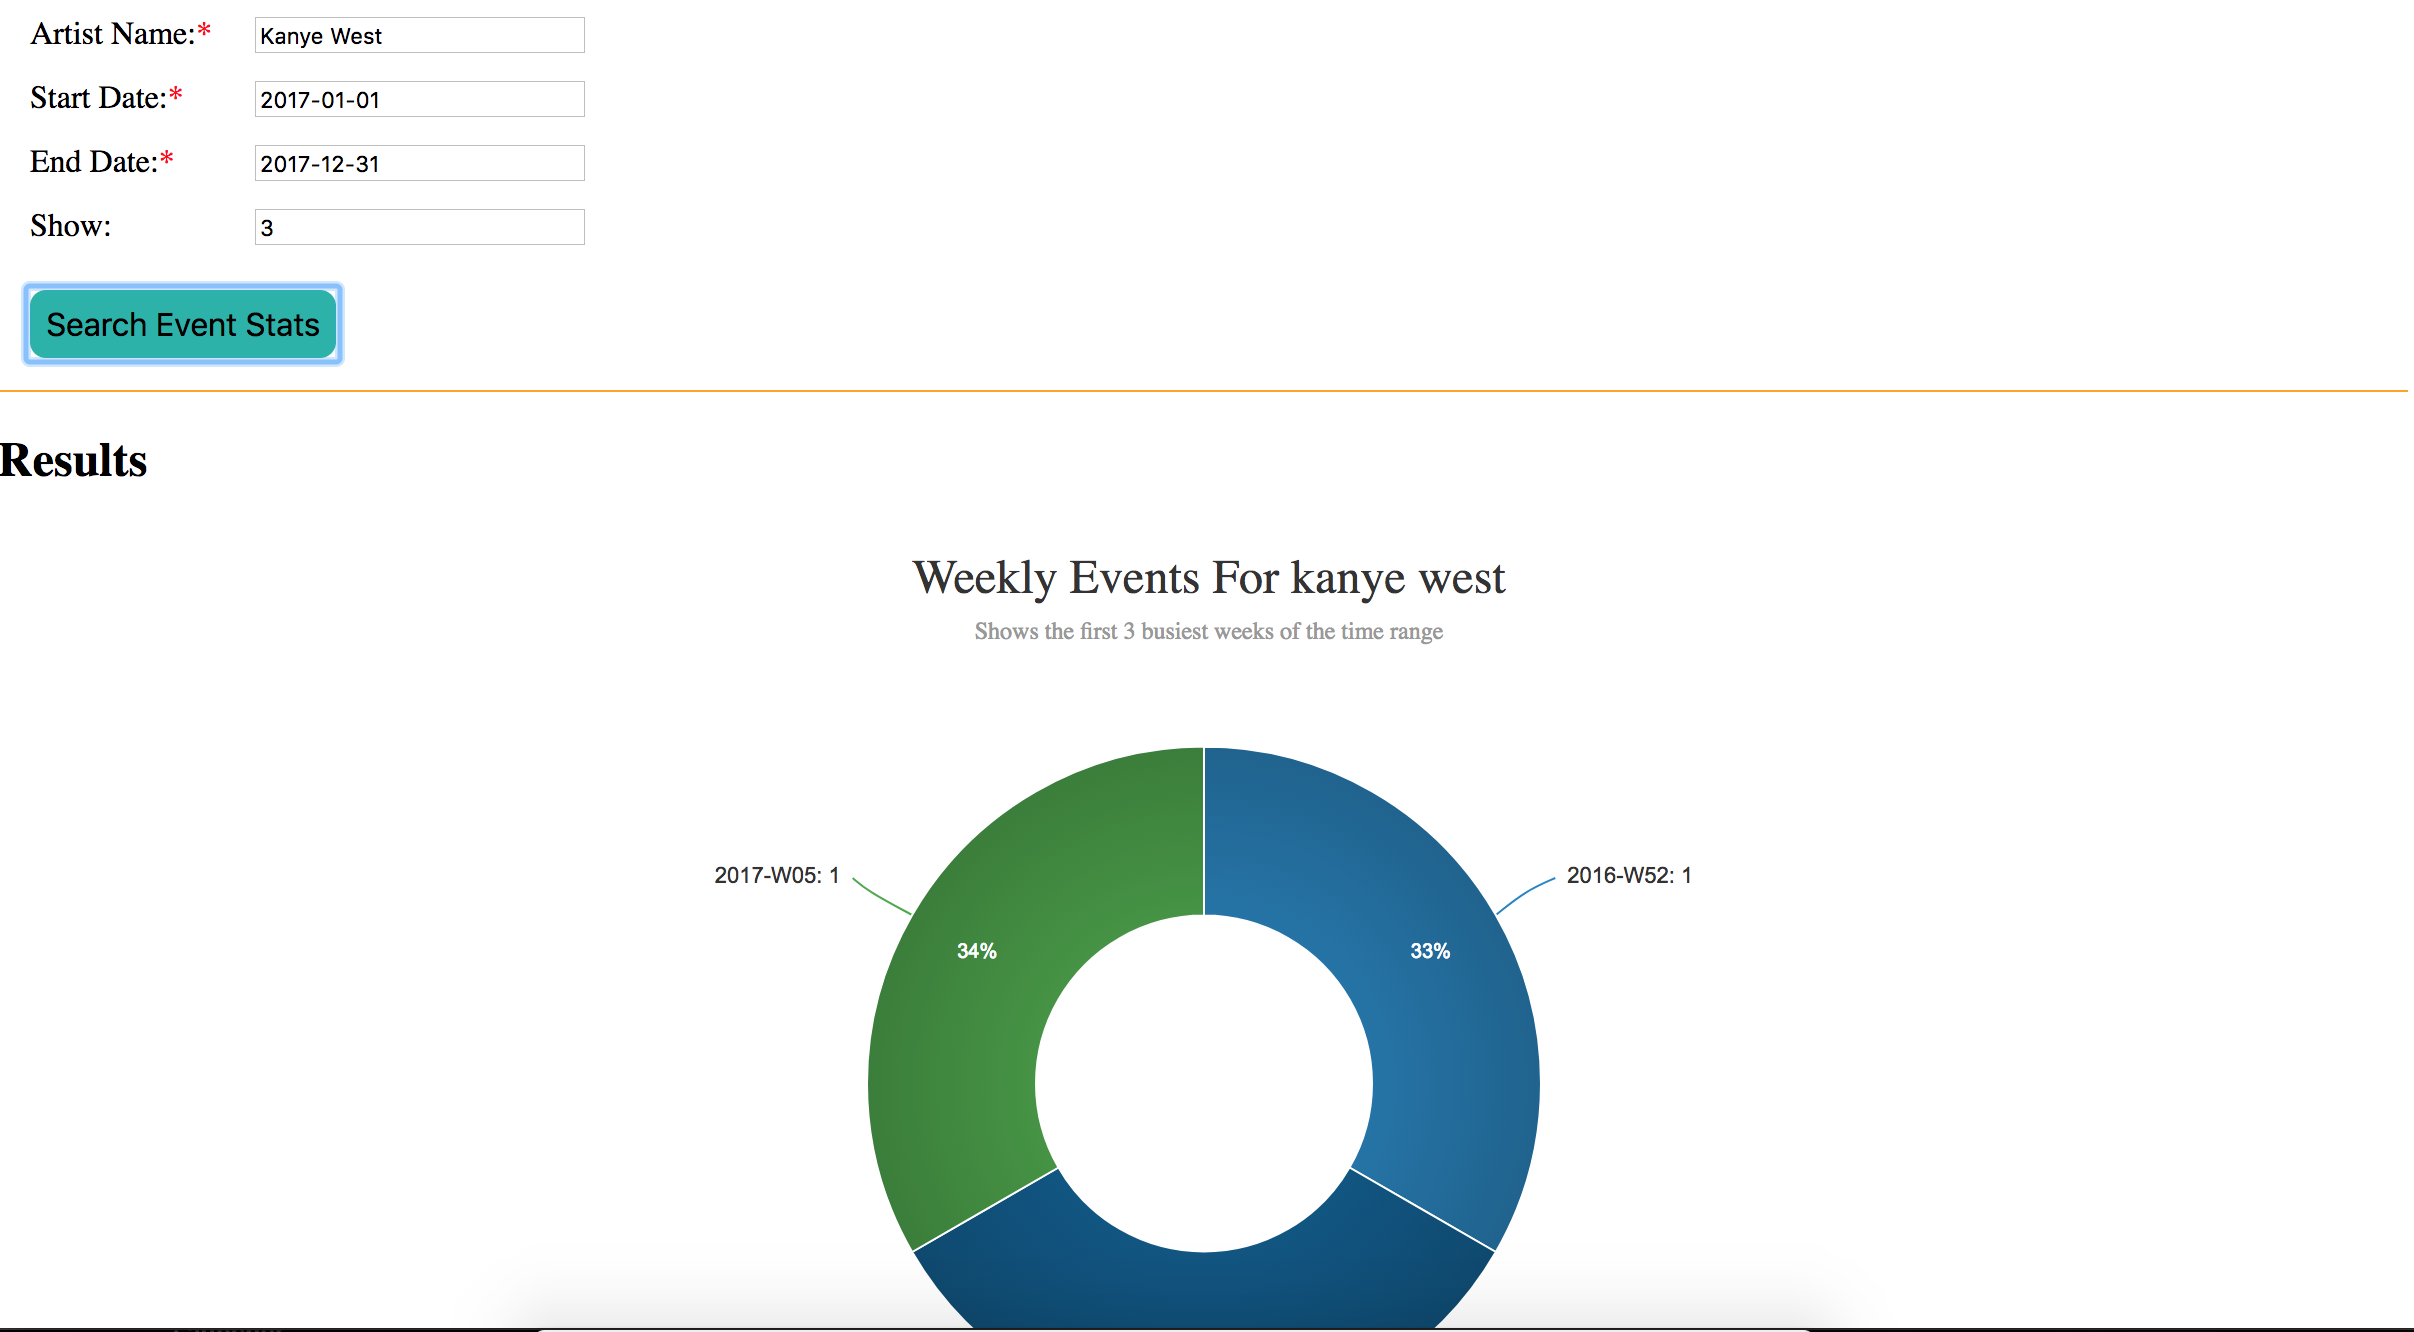 Artist Name:* Kanye West
Start Date:* 2017-01-01
End Date:* 2017-12-31
Show: 3
Search Event Stats
Results
Weekly Events For kanye west
Shows the first 3 busiest weeks of the time range
2017-W05: 1
2016-W52: 1
34%
33%